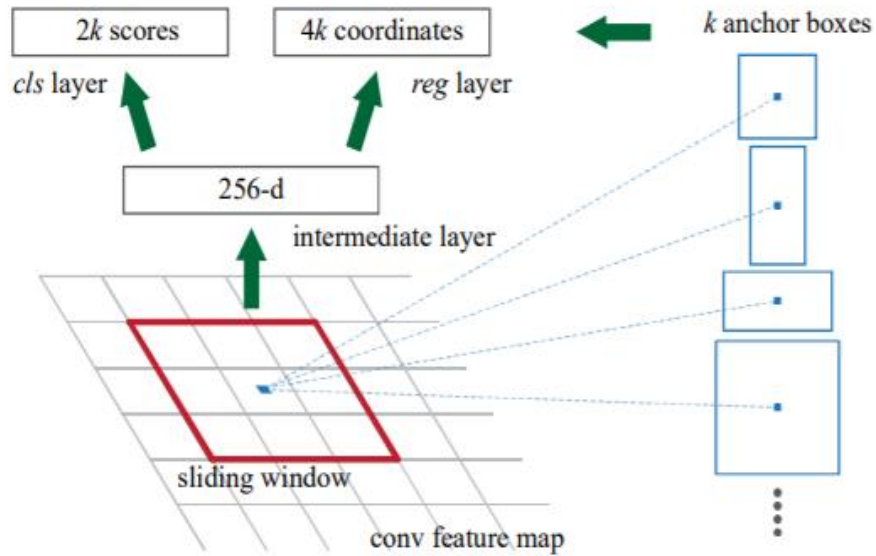 2k scores
4k coordinates
k anchor boxes
cls layer
reg layer
256-d
intermediate layer
sliding window
conv feature map